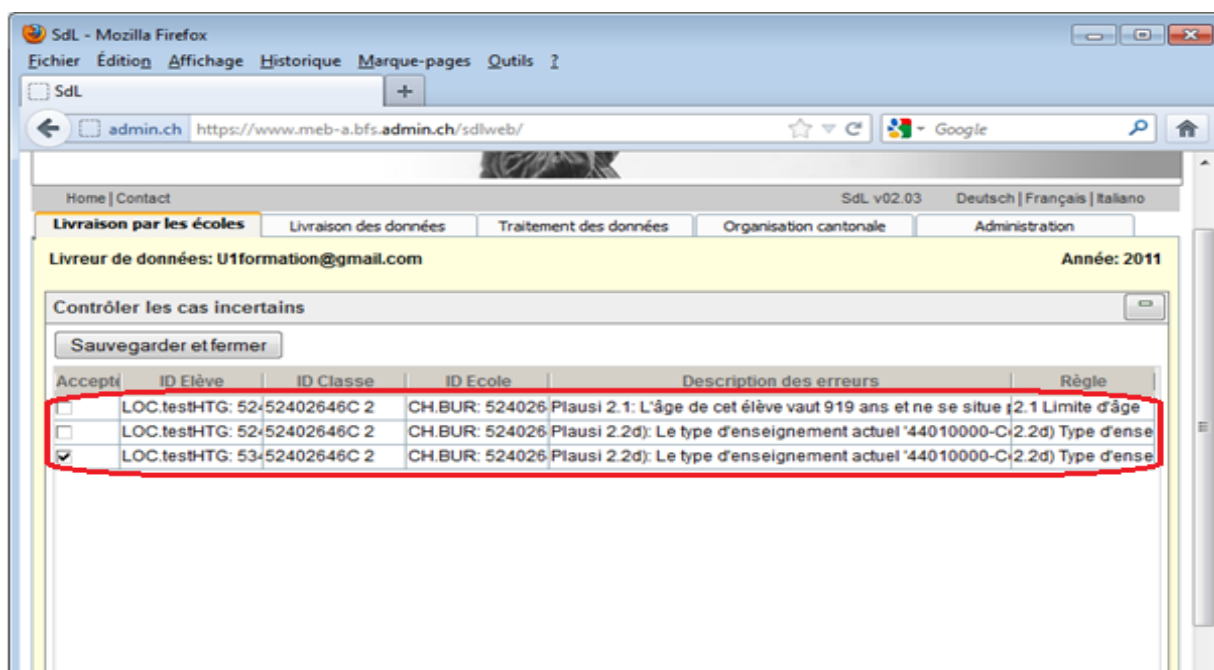 SdL - Mozilla Firefox
Fichier Édition Affichage Historique Marque-pages Outils ?
SdL +
admin.ch https://www.meb-a.bfs.admin.ch/sdlweb/ Google
Home | Contact SdL v02.03 Deutsch | Français | Italiano
Livraison par les écoles Livraison des données Traitement des données Organisation cantonale Administration
Livreur de données: U1formation@gmail.com Année: 2011
Contrôler les cas incertains
Sauvegarder et fermer
Accepte ID Elève ID Classe ID Ecole Description des erreurs Règle
LOC.testHTG: 524 52402646C 2 CH.BUR: 524026 Plausi 2.1: L'âge de cet élève vaut 919 ans et ne se situe 2.1 Limite d'âge
LOC.testHTG: 524 52402646C 2 CH.BUR: 524026 Plausi 2.2d): Le type d'enseignement actuel '44010000-C 2.2d) Type d'ense
LOC.testHTG: 534 52402646C 2 CH.BUR: 524026 Plausi 2.2d): Le type d'enseignement actuel '44010000-C 2.2d) Type d'ense